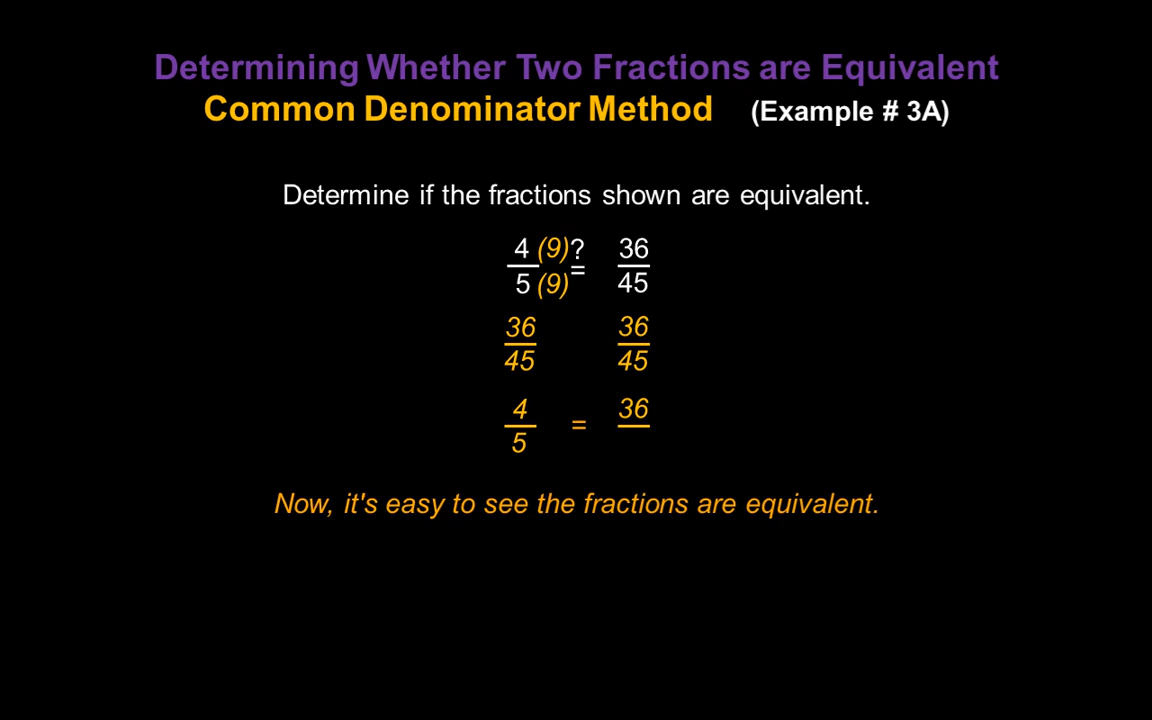 Determining Whether Two Fractions are Equivalent
Common Denominator Method (Example # 3A)
Determine if the fractions shown are equivalent.
4 (9) ? 36
5 (9) = 45
36 36
45 45
4 = 36
5
Now, it's easy to see the fractions are equivalent.